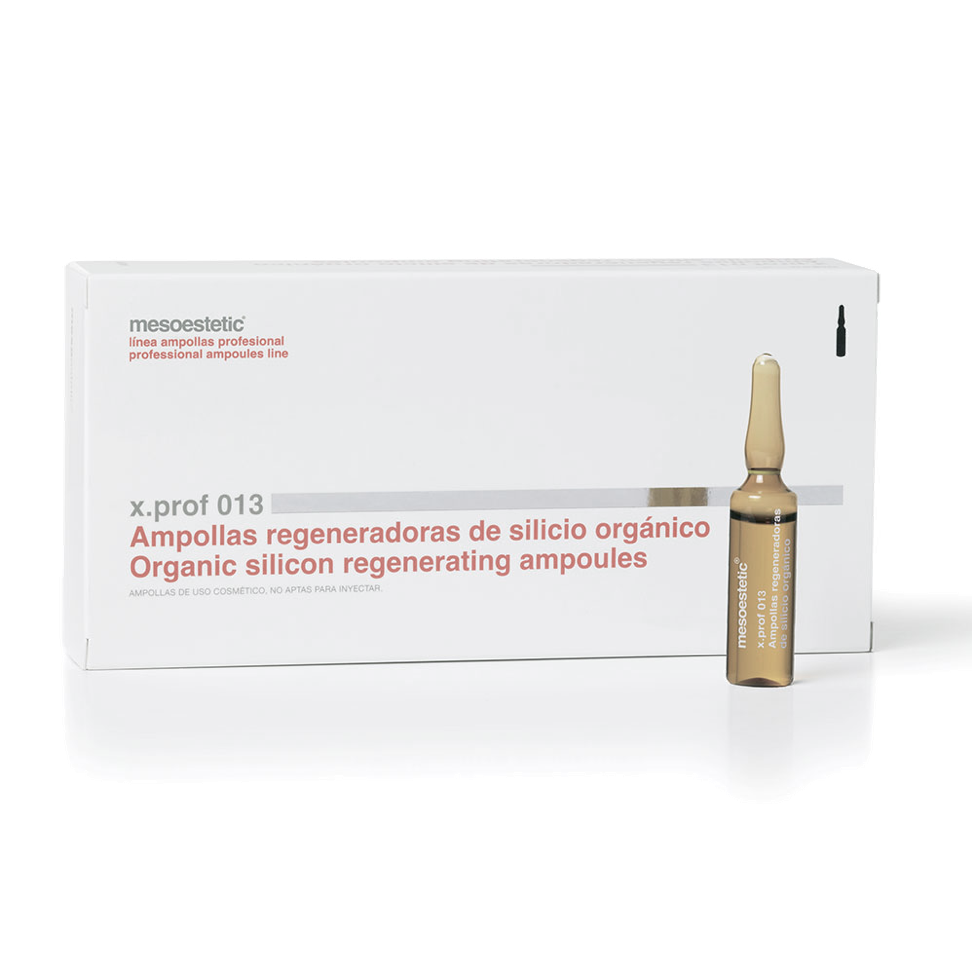 mesoestetic®
línea ampollas profesional
professional ampoules line
x.prof 013
Ampollas regeneradoras de silicio orgánico
Organic silicon regenerating ampoules
AMPOLLAS DE USO COSMÉTICO, NO APTAS PARA INYECTAR.
mesoestetic®
x.prof 013
Ampollas regeneradoras
de silicio orgánico